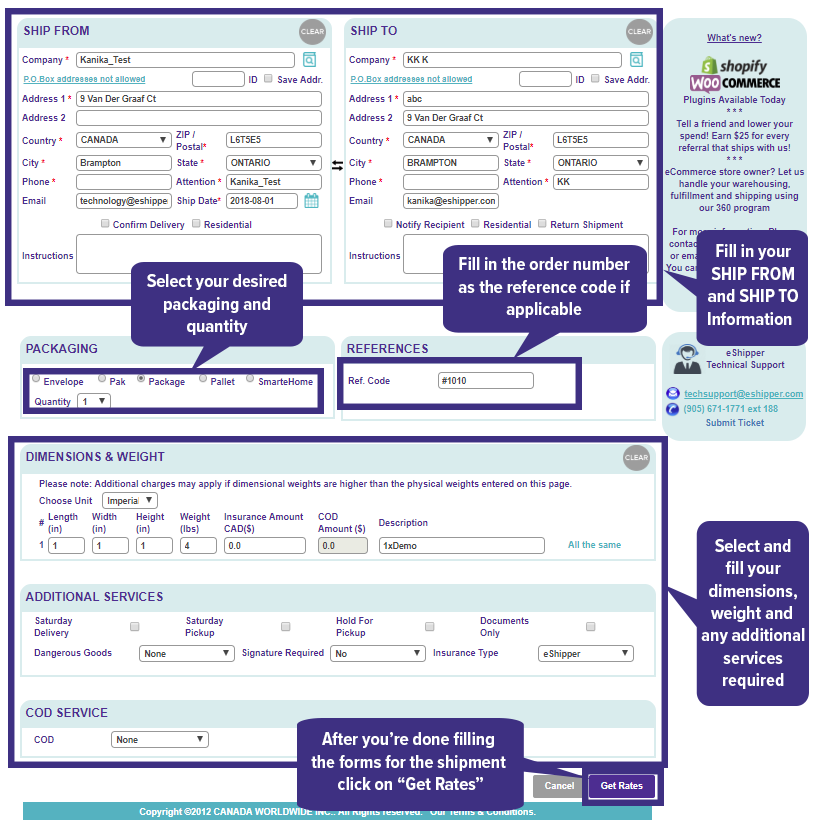 SHIP FROM
CLEAR
Company * Kanika_Test
P.O.Box addresses not allowed ID Save Addr.
Address 1 * 9 Van Der Graaf Ct
Address 2
Country * CANADA ZIP / Postal* L6T5E5
City * Brampton State * ONTARIO
Phone * Attention * Kanika_Test
Email technology@eshippe Ship Date* 2018-08-01
Confirm Delivery Residential
Instructions
SHIP TO
CLEAR
Company * KK K
P.O.Box addresses not allowed ID Save Addr.
Address 1 * abc
Address 2 9 Van Der Graaf Ct
Country * CANADA ZIP / Postal* L6T5E5
City * BRAMPTON State * ONTARIO
Phone * Attention * KK
Email kanika@eshipper.con
Notify Recipient Residential Return Shipment
Instructions
What's new?
shopify
WOO COMMERCE
Plugins Available Today
* * *
Tell a friend and lower your
spend! Earn $25 for every
referral that ships with us!
* * *
eCommerce store owner? Let us
handle your warehousing,
fulfillment and shipping using
our 360 program
For more
or
You can
Fill in your
SHIP FROM
and SHIP TO
Information
Select your desired
packaging and
quantity
Fill in the order number
as the reference code if
applicable
PACKAGING
Envelope Pak Package Pallet SmarteHome
Quantity 1
REFERENCES
Ref. Code #1010
eShipper
Technical Support
techsupport@eshipper.com
(905) 671-1771 ext 188
Submit Ticket
DIMENSIONS & WEIGHT
CLEAR
Please note: Additional charges may apply if dimensional weights are higher than the physical weights entered on this page.
Choose Unit Imperial
# Length (in) Width (in) Height (in) Weight (lbs) Insurance Amount CAD($) COD Amount ($) Description
1 1 1 1 4 0.0 0.0 1xDemo All the same
Select and
fill your
dimensions,
weight and
any additional
services
required
ADDITIONAL SERVICES
Saturday Delivery Saturday Pickup Hold For Pickup Documents Only
Dangerous Goods None Signature Required No Insurance Type eShipper
COD SERVICE
COD None
After you're done filling
the forms for the shipment
click on "Get Rates"
Cancel Get Rates
Copyright ©2012 CANADA WORLDWIDE INC.. All Rights reserved. Our Terms & Conditions.